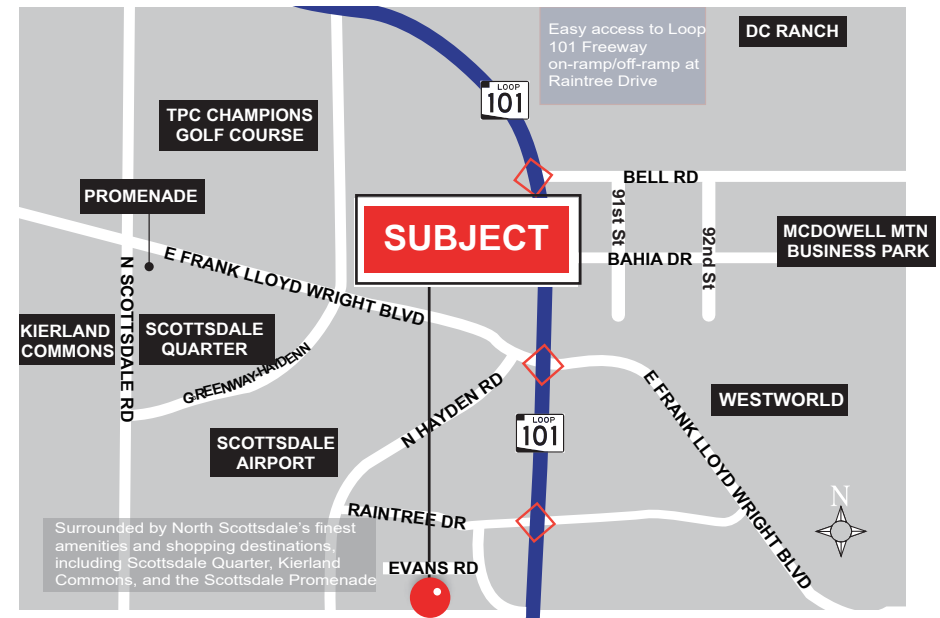 Easy access to Loop
101 Freeway
on-ramp/off-ramp at
Raintree Drive
DC RANCH
LOOP
101
TPC CHAMPIONS
GOLF COURSE
BELL RD
PROMENADE
91st St
92nd St
SUBJECT
MCDOWELL MTN
BUSINESS PARK
BAHIA DR
E FRANK LLOYD WRIGHT BLVD
N SCOTTSDALE RD
KIERLAND
COMMONS
SCOTTSDALE
QUARTER
GREENWAY-HAYDENN
N HAYDEN RD
E FRANK LLOYD WRIGHT BLVD
WESTWORLD
LOOP
101
SCOTTSDALE
AIRPORT
N
RAINTREE DR
Surrounded by North Scottsdale's finest
amenities and shopping destinations,
including Scottsdale Quarter, Kierland
Commons, and the Scottsdale Promenade
EVANS RD